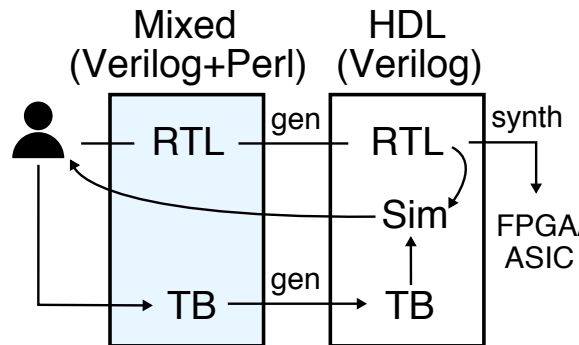 Mixed
(Verilog+Perl)
HDL
(Verilog)
RTL
gen
RTL
synth
Sim
FPGA/
ASIC
TB
gen
TB